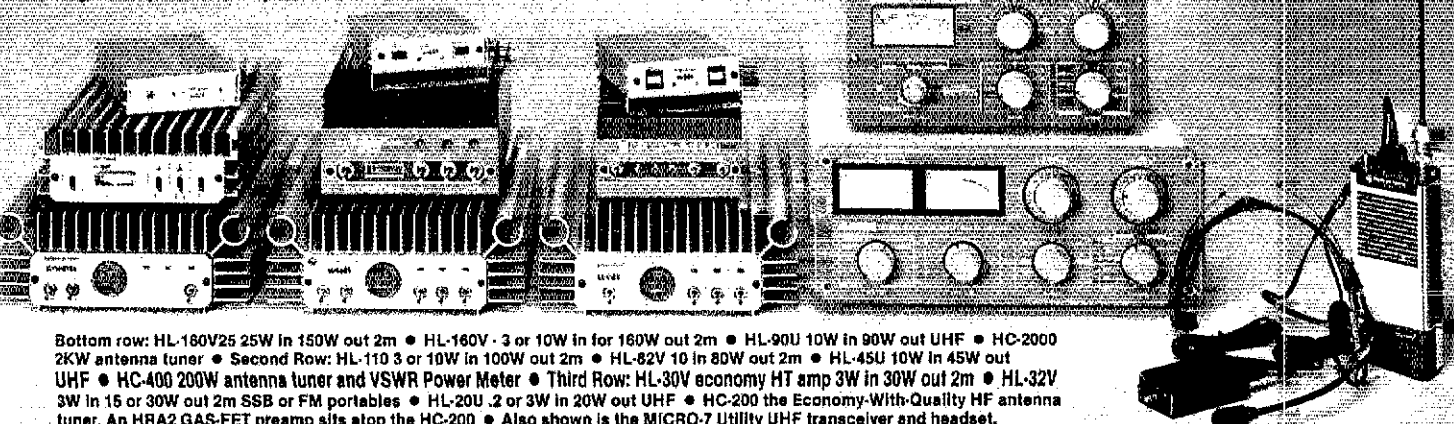 Bottom row: HL-160V25 25W in 150W out 2m ● HL-160V - 3 or 10W in for 160W out 2m ● HL-90U 10W in 90W out UHF ● HC-2000
2KW antenna tuner ● Second Row: HL-110 3 or 10W in 100W out 2m ● HL-82V 10 in 80W out 2m ● HL-45U 10W in 45W out
UHF ● HC-400 200W antenna tuner and VSWR Power Meter ● Third Row: HL-30V economy HT amp 3W in 30W out 2m ● HL-32V
3W in 15 or 30W out 2m SSB or FM portables ● HL-20U .2 or 3W in 20W out UHF ● HC-200 the Economy-With-Quality HF antenna
tuner. An HRA2 GAS-FET preamp sits atop the HC-200 ● Also shown is the MICRO-7 Utility UHF transceiver and headset.